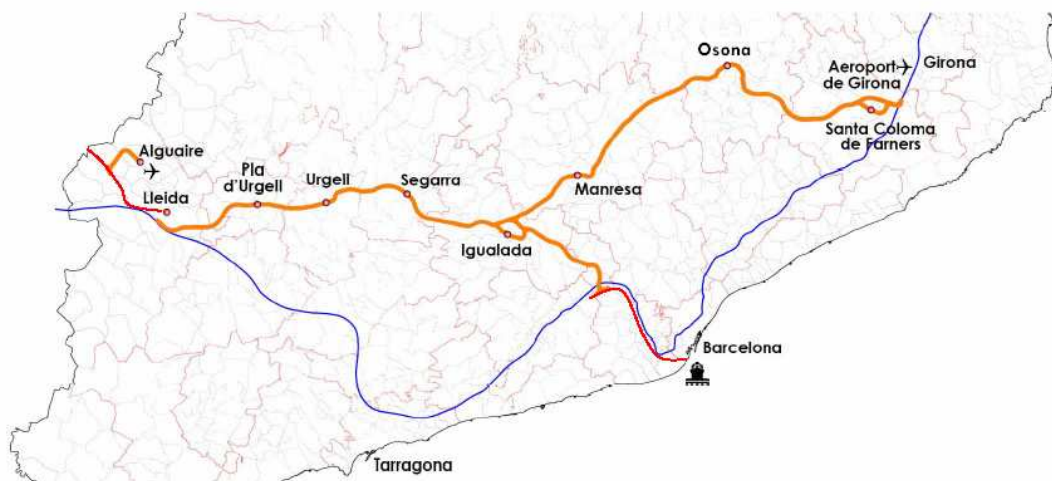 Osona
Aeroport
de Girona
Girona
Santa Coloma
de Farners
Alguaire
Pla
d'Urgell
Urgell
Segarra
Manresa
Lleida
Igualada
Barcelona
Tarragona